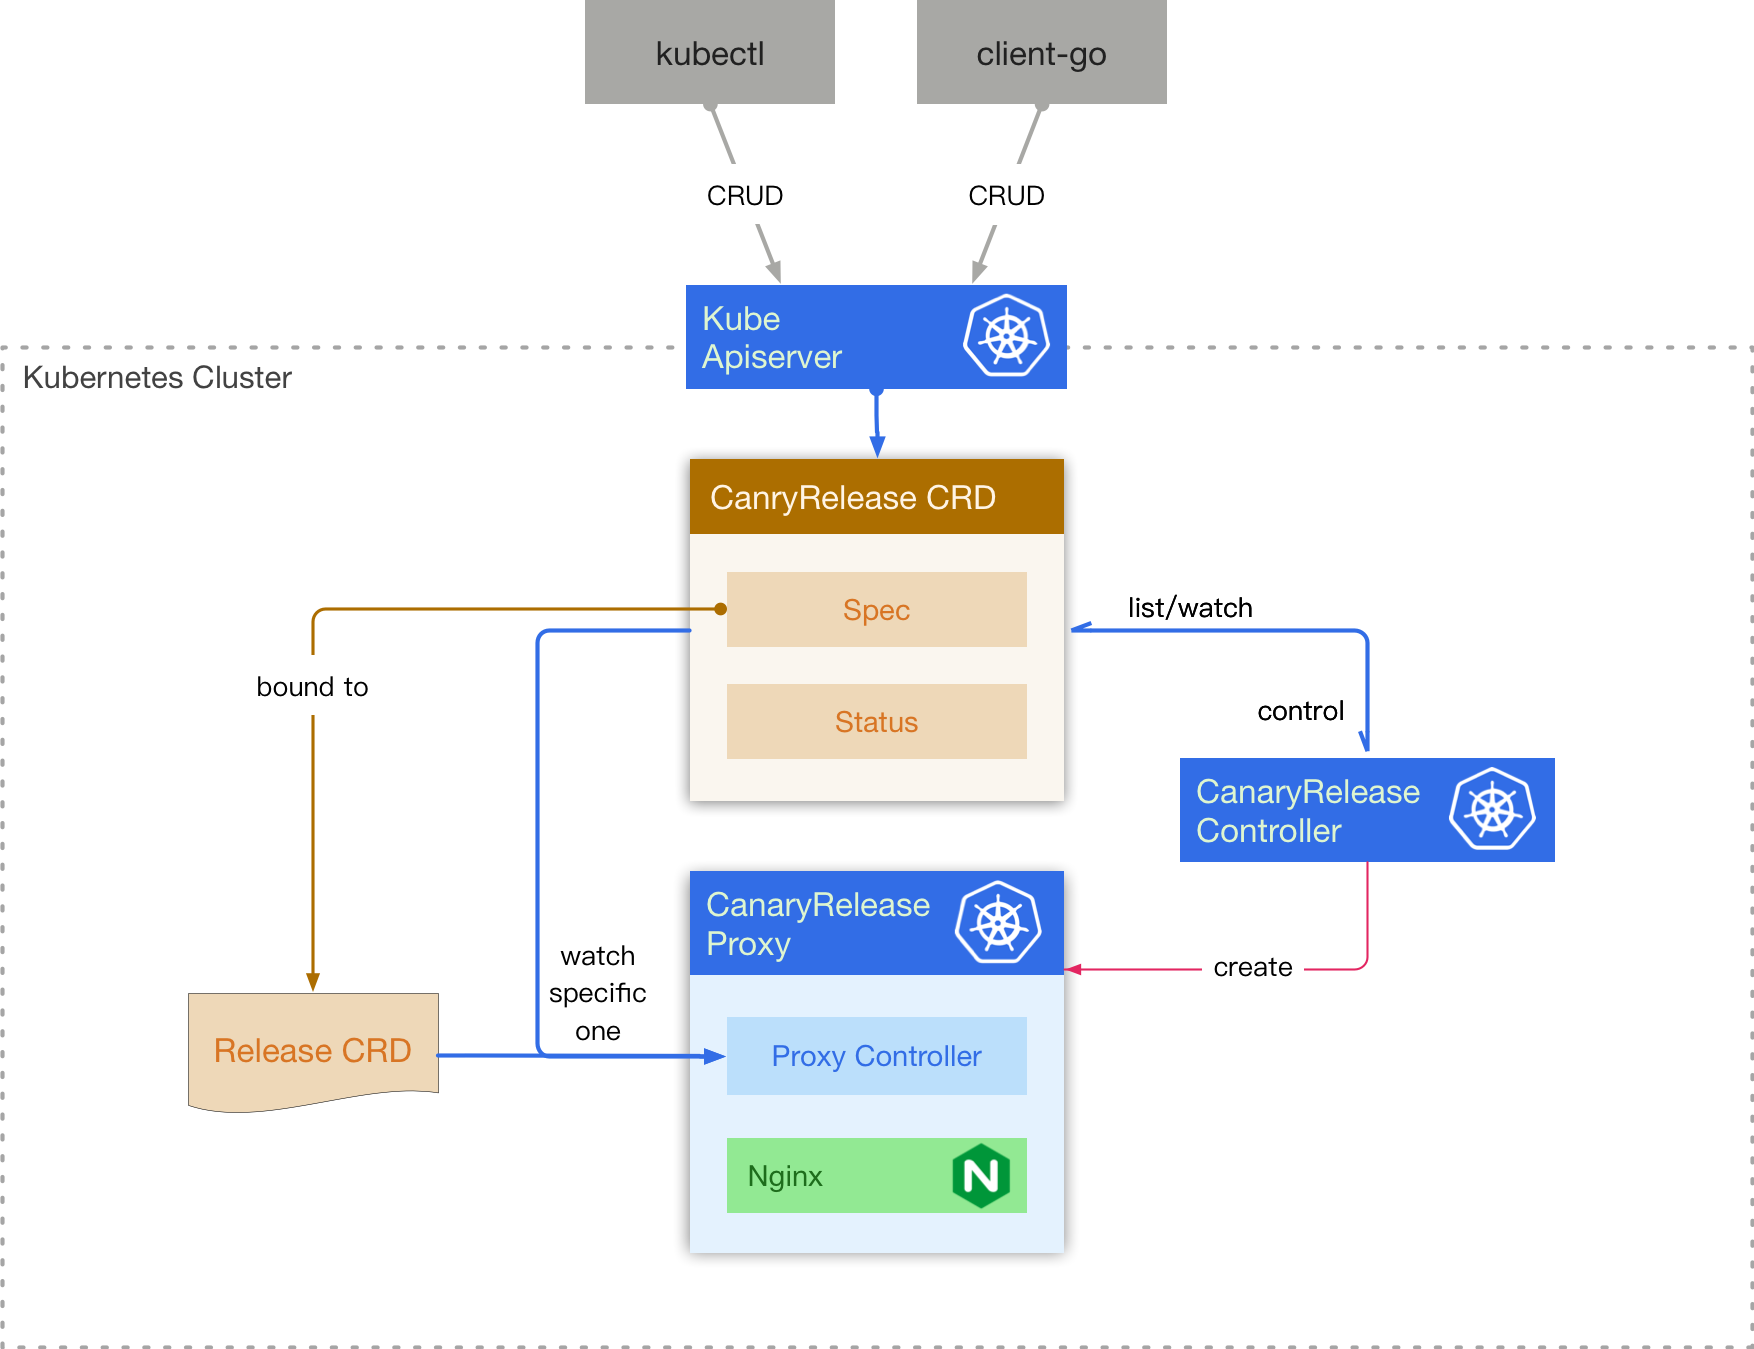 kubectl
client-go
CRUD
CRUD
Kube
Apiserver
Kubernetes Cluster
CanryRelease CRD
Spec
list/watch
bound to
control
Status
CanaryRelease
Controller
CanaryRelease
Proxy
watch
specific
one
create
Release CRD
Proxy Controller
Nginx
N